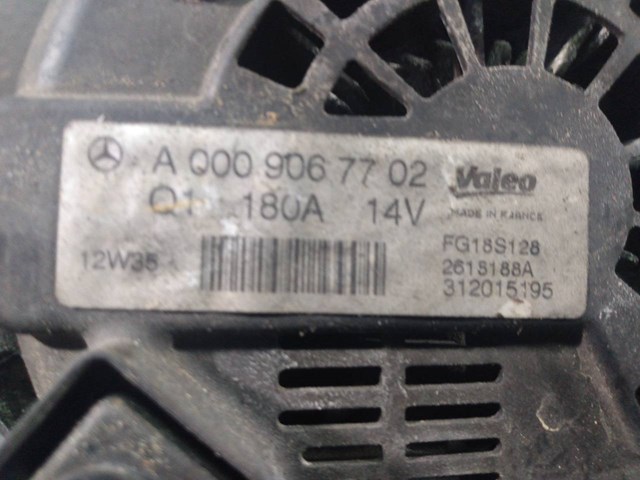 A 000 906 77 02 Valeo
Q1 180A 14V MADE IN FRANCE
12W35 FG18S128
2618188A
312015195